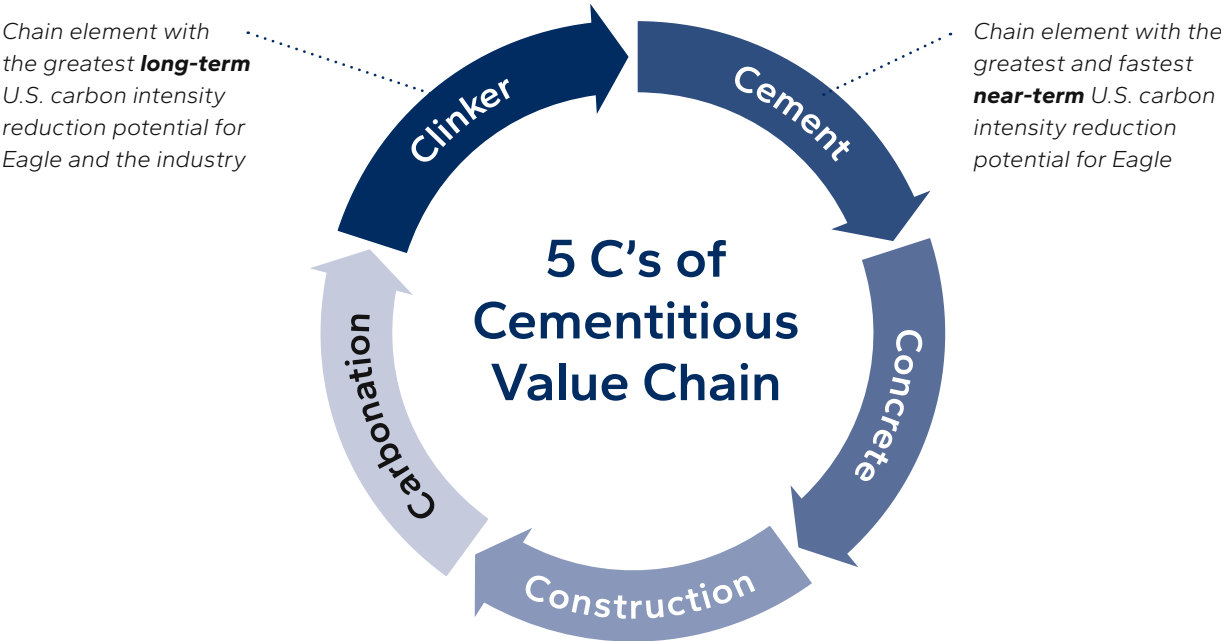 Chain element with
the greatest long-term
U.S. carbon intensity
reduction potential for
Eagle and the industry
Chain element with the
greatest and fastest
near-term U.S. carbon
intensity reduction
potential for Eagle
Clinker
Cement
Concrete
Construction
Carbonation
5 C’s of
Cementitious
Value Chain